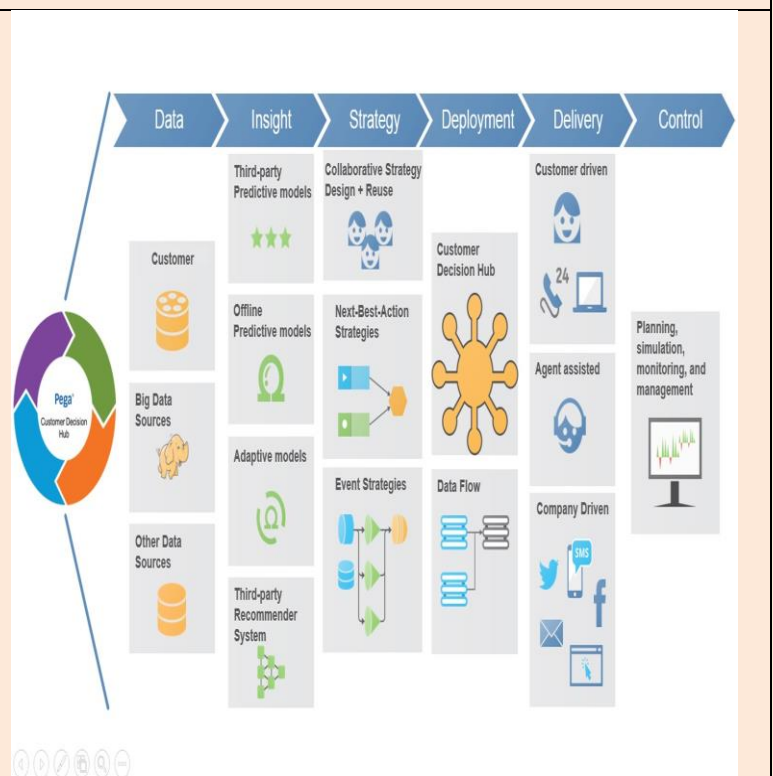 Data
Insight
Strategy
Deployment
Delivery
Control
Pega®
Customer Decision
Hub
Customer
Big Data
Sources
Other Data
Sources
Third-party
Predictive models
Offline
Predictive models
Adaptive models
Third-party
Recommender
System
Collaborative Strategy
Design + Reuse
Next-Best-Action
Strategies
Event Strategies
Customer
Decision Hub
Data Flow
Customer driven
24
Agent assisted
Company Driven
SMS
Planning,
simulation,
monitoring, and
management